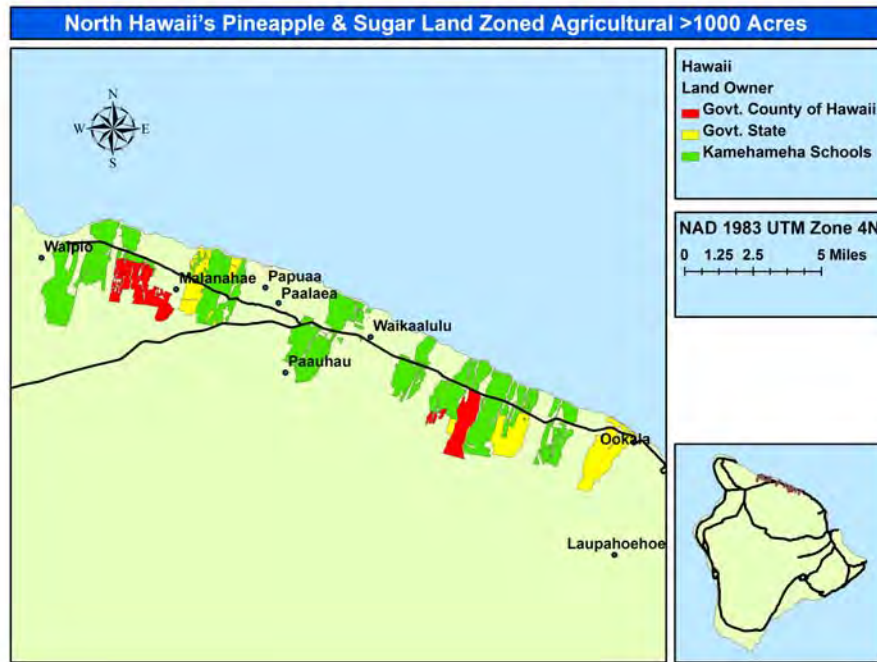 North Hawaii's Pineapple & Sugar Land Zoned Agricultural >1000 Acres
N
W E
S
Waipio
Malanahae
Papuaa
Paalaea
Waikaalulu
Paauhau
Ookala
Laupahoehoe
Hawaii
Land Owner
Govt. County of Hawaii
Govt. State
Kamehameha Schools
NAD 1983 UTM Zone 4N
0 1.25 2.5 5 Miles